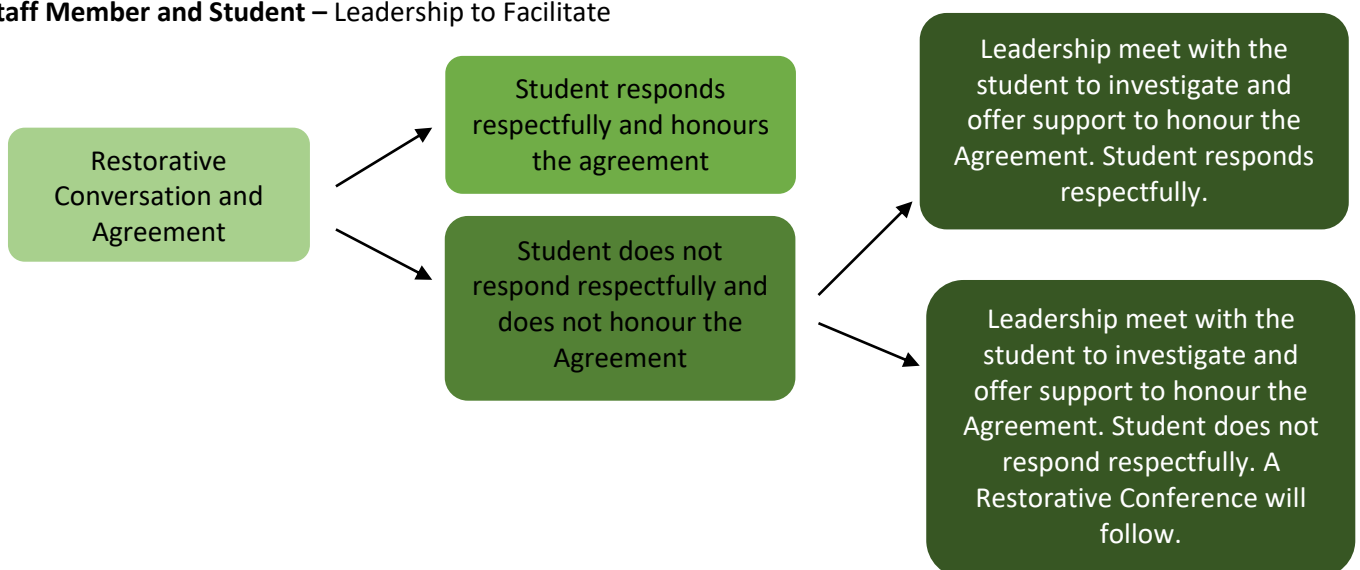 taff Member and Student – Leadership to Facilitate
Restorative
Conversation and
Agreement
Student responds
respectfully and honours
the agreement
Student does not
respond respectfully and
does not honour the
Agreement
Leadership meet with the
student to investigate and
offer support to honour the
Agreement. Student responds
respectfully.
Leadership meet with the
student to investigate and
offer support to honour the
Agreement. Student does not
respond respectfully. A
Restorative Conference will
follow.